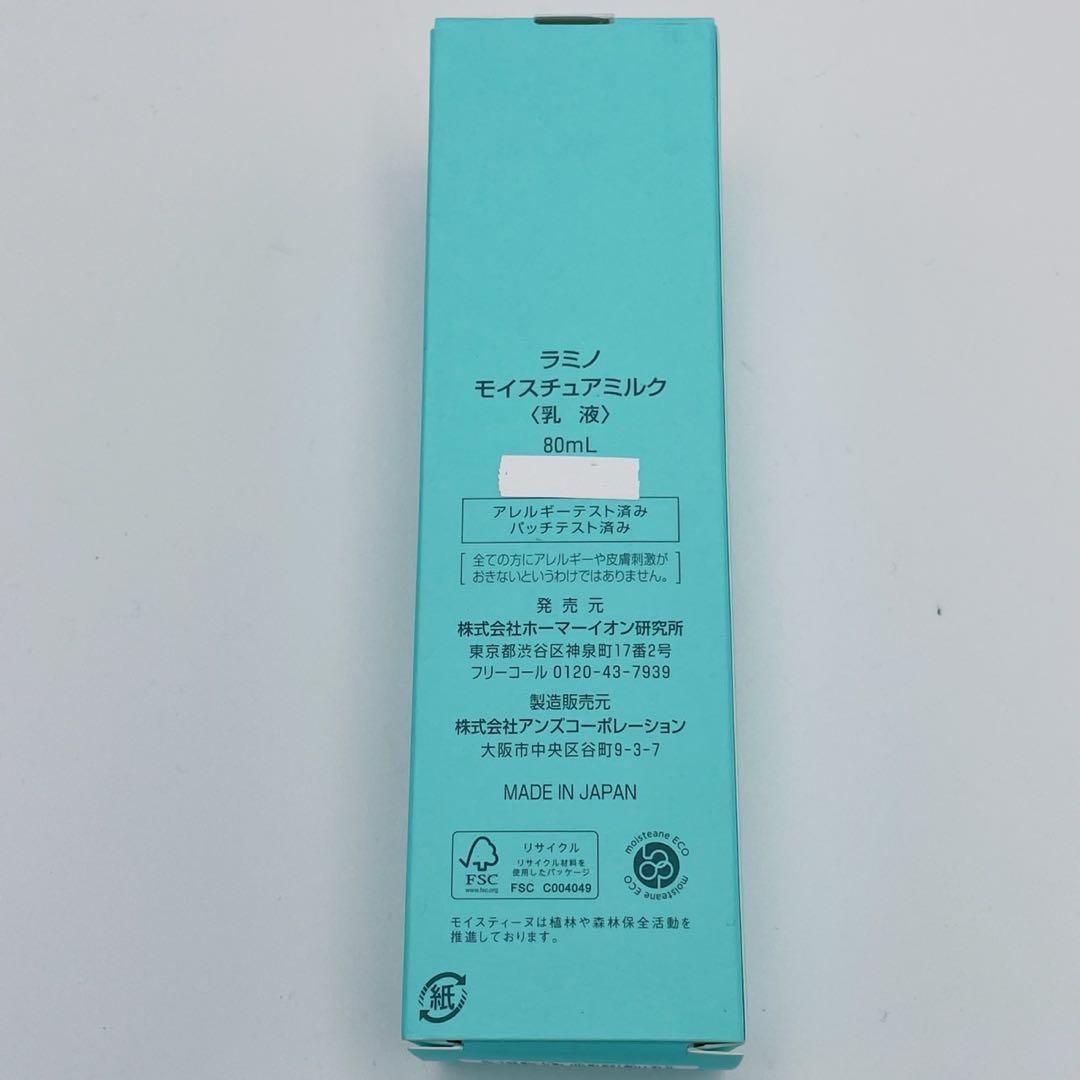 ラミノ
モイスチュアミルク
〈乳 液〉
80mL
アレルギーテスト済み
パッチテスト済み
全ての方にアレルギーや皮膚刺激が
おきないというわけではありません。
発売元
株式会社ホーマーイオン研究所
東京都渋谷区神泉町17番2号
フリーコール 0120-43-7939
製造販売元
株式会社アンズコーポレーション
大阪市中央区谷町9-3-7
MADE IN JAPAN
リサイクル
リサイクル材料を
使用したパッケージ
FSC C004049
FSC
www.fsc.org
moisteane ECO
moisteane ECO
モイスティーヌは植林や森林保全活動を
推進しております。
紙